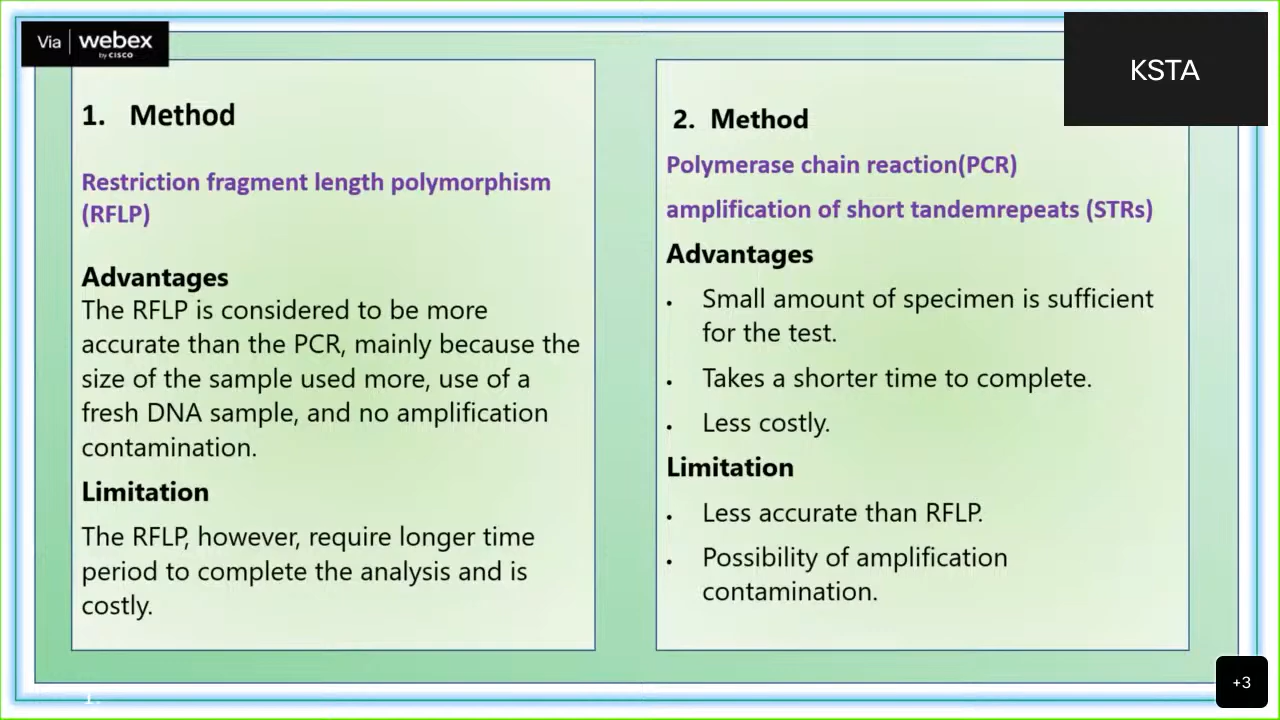 Via webex
by CISCO
KSTA
1. Method
Restriction fragment length polymorphism
(RFLP)
Advantages
The RFLP is considered to be more
accurate than the PCR, mainly because the
size of the sample used more, use of a
fresh DNA sample, and no amplification
contamination.
Limitation
The RFLP, however, require longer time
period to complete the analysis and is
costly.
2. Method
Polymerase chain reaction(PCR)
amplification of short tandemrepeats (STRs)
Advantages
• Small amount of specimen is sufficient
for the test.
• Takes a shorter time to complete.
• Less costly.
Limitation
• Less accurate than RFLP.
• Possibility of amplification
contamination.
1.
+3